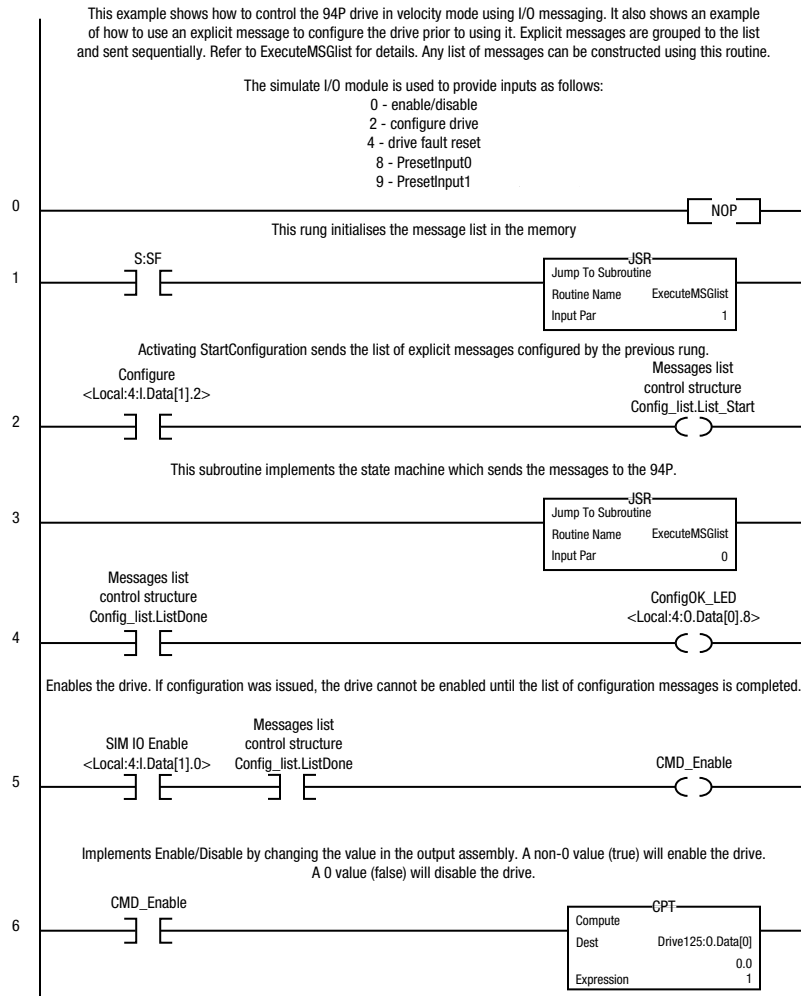 This example shows how to control the 94P drive in velocity mode using I/O messaging. It also shows an example
of how to use an explicit message to configure the drive prior to using it. Explicit messages are grouped to the list
and sent sequentially. Refer to ExecuteMSGlist for details. Any list of messages can be constructed using this routine.
The simulate I/O module is used to provide inputs as follows:
0 - enable/disable
2 - configure drive
4 - drive fault reset
8 - PresetInput0
9 - PresetInput1
0
NOP
This rung initialises the message list in the memory
S:SF
1
JSR
Jump To Subroutine
Routine Name ExecuteMSGlist
Input Par 1
Activating StartConfiguration sends the list of explicit messages configured by the previous rung.
Configure
<Local:4:I.Data[1].2>
Messages list
control structure
Config_list.List_Start
2
This subroutine implements the state machine which sends the messages to the 94P.
3
JSR
Jump To Subroutine
Routine Name ExecuteMSGlist
Input Par 0
Messages list
control structure
Config_list.ListDone
ConfigOK_LED
<Local:4:O.Data[0].8>
4
Enables the drive. If configuration was issued, the drive cannot be enabled until the list of configuration messages is completed.
SIM IO Enable
<Local:4:I.Data[1].0>
Messages list
control structure
Config_list.ListDone
CMD_Enable
5
Implements Enable/Disable by changing the value in the output assembly. A non-0 value (true) will enable the drive.
A 0 value (false) will disable the drive.
CMD_Enable
6
CPT
Compute
Dest Drive125:O.Data[0]
0.0
Expression 1